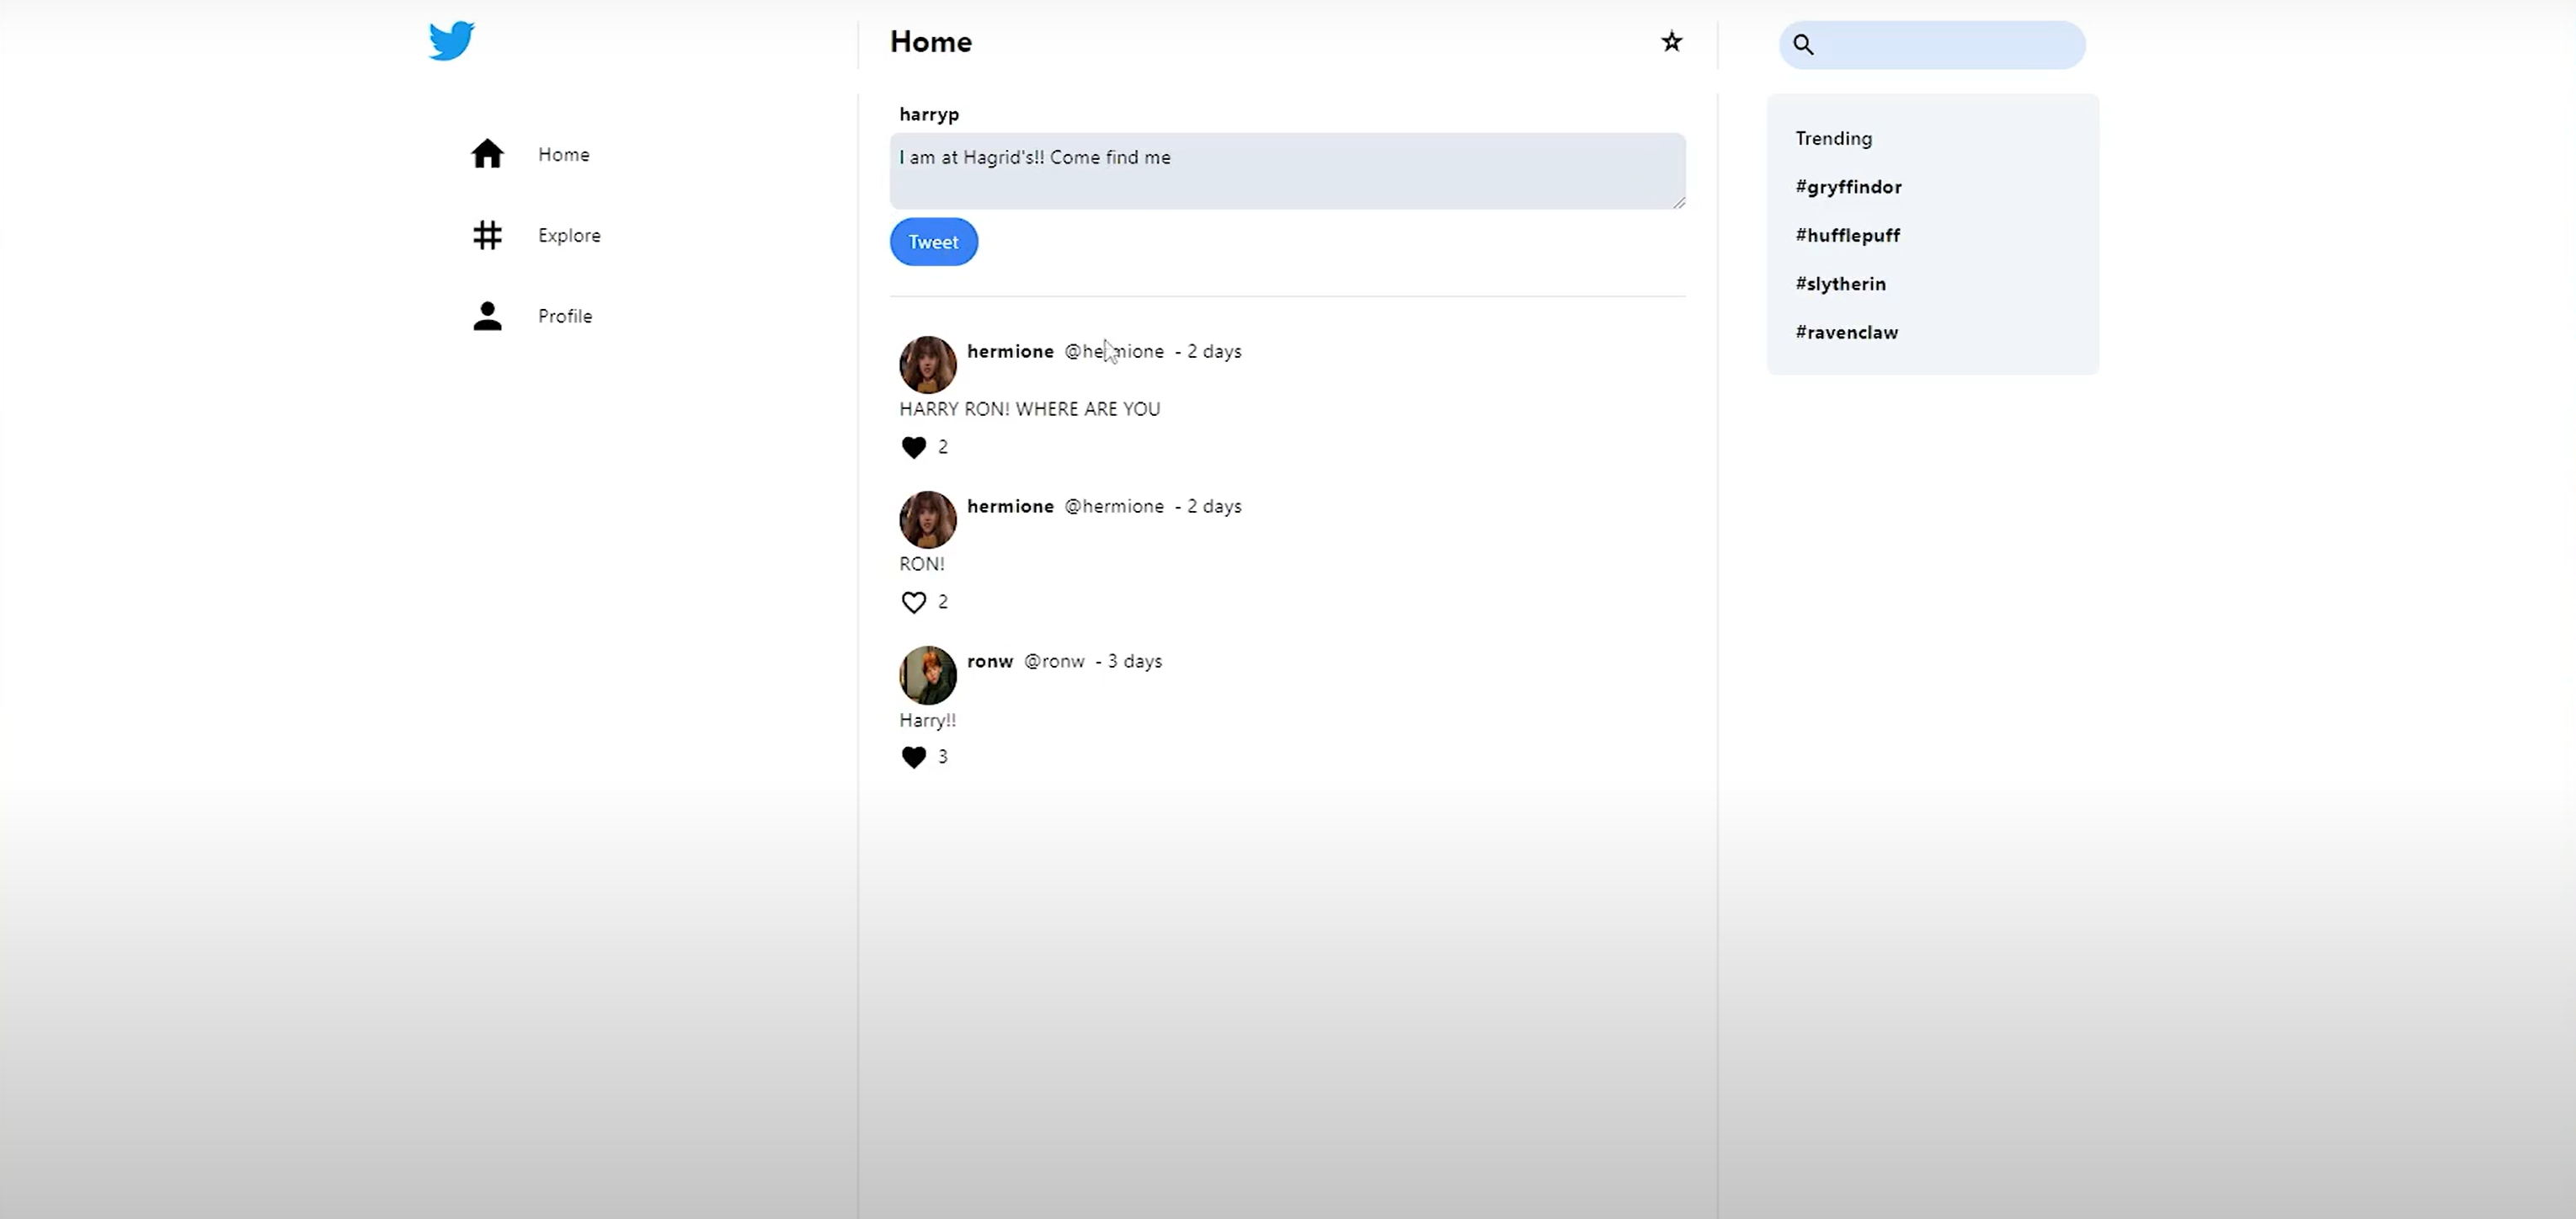 Home
Home
Explore
Profile
harryp
I am at Hagrid's!! Come find me
Tweet
hermione @hermione - 2 days
HARRY RON! WHERE ARE YOU
2
hermione @hermione - 2 days
RON!
2
ronw @ronw - 3 days
Harry!!
3
Trending
#gryffindor
#hufflepuff
#slytherin
#ravenclaw